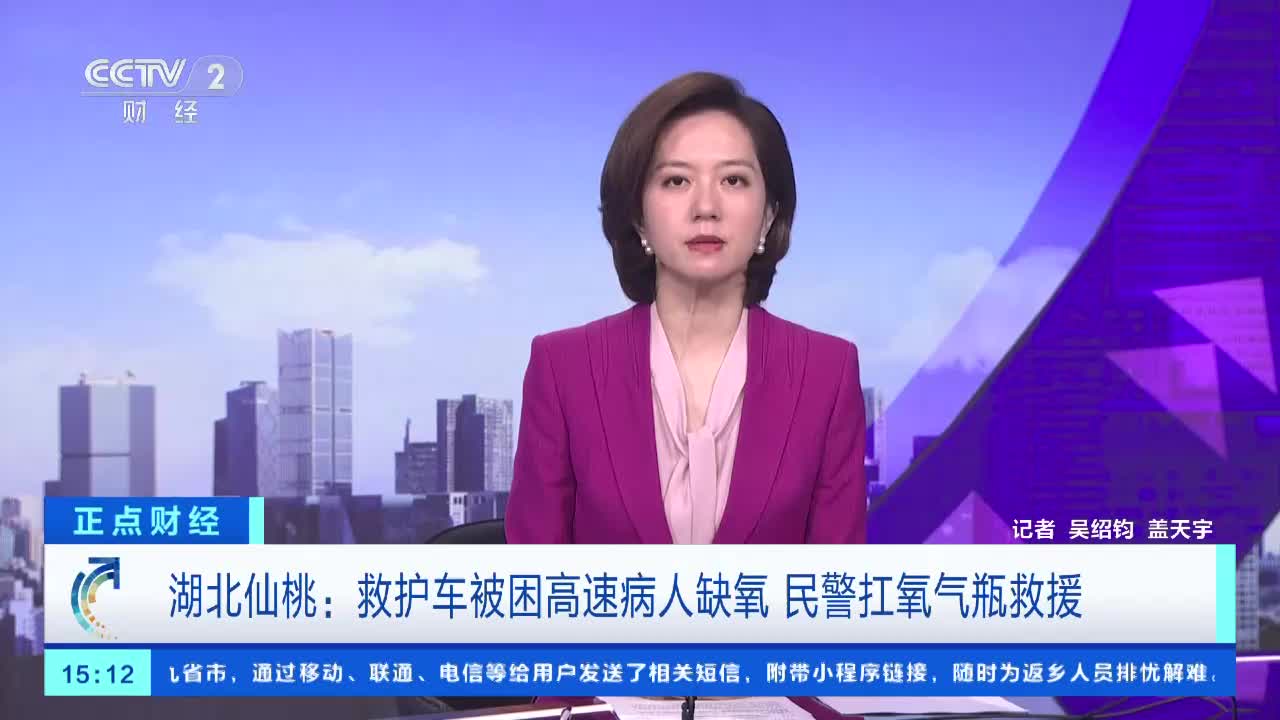 CCTV 2
财 经
正点财经
记者 吴绍钧 盖天宇
湖北仙桃：救护车被困高速病人缺氧 民警扛氧气瓶救援
15:12
省市，通过移动、联通、电信等给用户发送了相关短信，附带小程序链接，随时为返乡人员排忧解难。